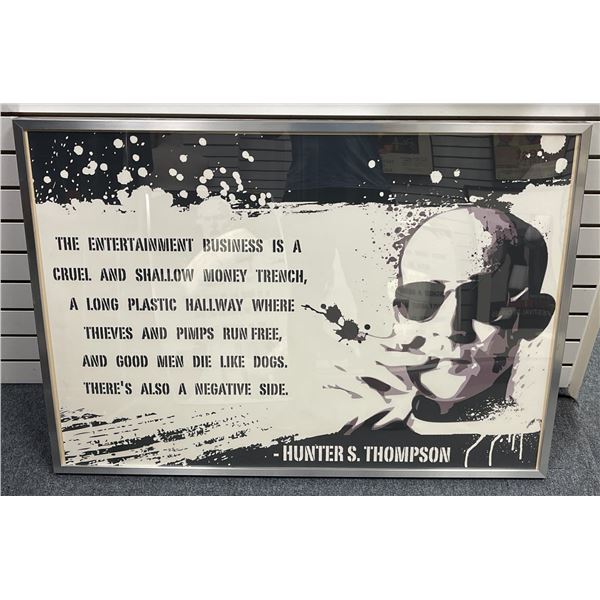 THE ENTERTAINMENT BUSINESS IS A
CRUEL AND SHALLOW MONEY TRENCH,
A LONG PLASTIC HALLWAY WHERE
THIEVES AND PIMPS RUN FREE,
AND GOOD MEN DIE LIKE DOGS.
THERE'S ALSO A NEGATIVE SIDE.
- HUNTER S. THOMPSON